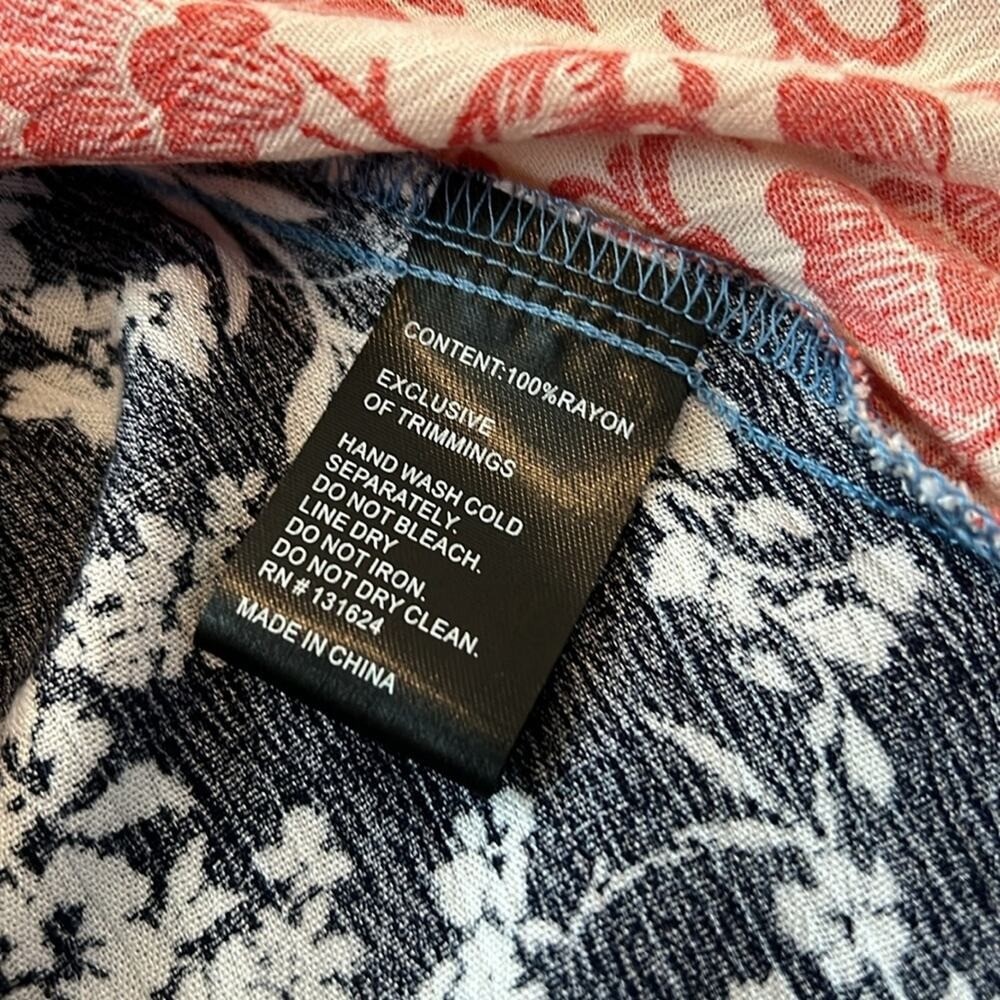 CONTENT:100%RAYON
EXCLUSIVE
OF TRIMMINGS
HAND WASH COLD
SEPARATELY.
DO NOT BLEACH.
LINE DRY
DO NOT IRON.
DO NOT DRY CLEAN.
RN # 131624
MADE IN CHINA